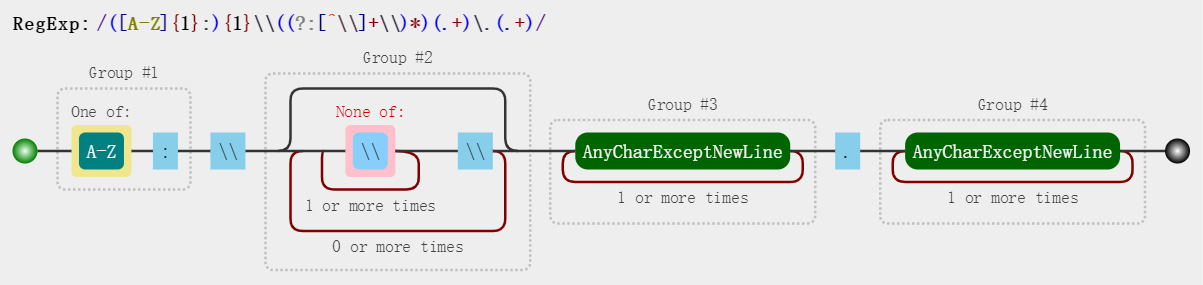 RegExp: /([A-Z]{1}:){1}\\((?:[^\\]+\\)*)(.+)\.(.+)/
Group #2
Group #1
Group #3 Group #4
One of: None of:
A-Z : \\ \\ \\ AnyCharExceptNewLine . AnyCharExceptNewLine
1 or more times 1 or more times 1 or more times
0 or more times